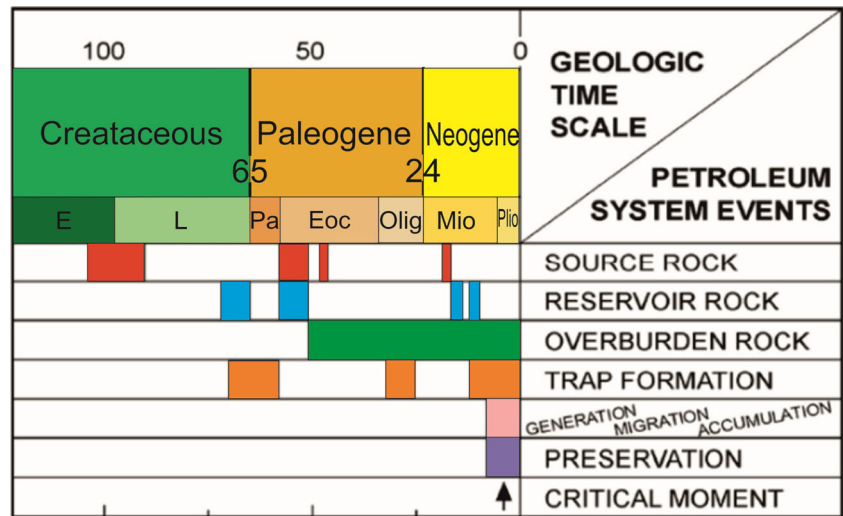 100 50 0
GEOLOGIC
TIME
SCALE
Creataceous Paleogene Neogene
65 24
PETROLEUM
SYSTEM EVENTS
E L Pa Eoc Olig Mio Plio
SOURCE ROCK
RESERVOIR ROCK
OVERBURDEN ROCK
TRAP FORMATION
GENERATION MIGRATION ACCUMULATION
PRESERVATION
CRITICAL MOMENT